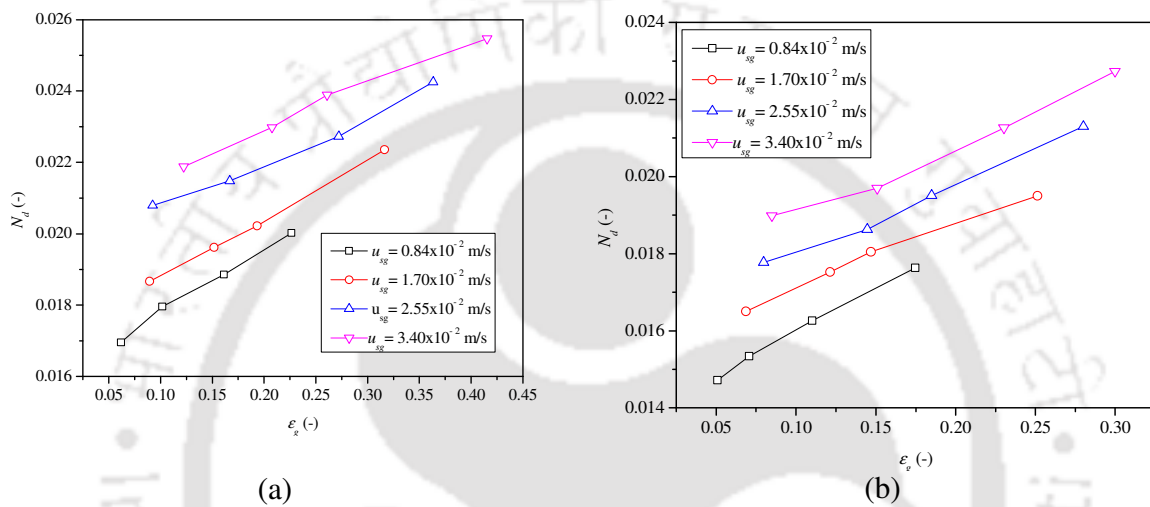 0.026
0.024
0.022
0.020
0.018
0.016
N_d (-)
u_sg = 0.84x10^-2 m/s
u_sg = 1.70x10^-2 m/s
u_sg = 2.55x10^-2 m/s
u_sg = 3.40x10^-2 m/s
0.05 0.10 0.15 0.20 0.25 0.30 0.35 0.40 0.45
ε_g (-)
(a)
0.024
0.022
0.020
0.018
0.016
0.014
N_d (-)
u_sg = 0.84x10^-2 m/s
u_sg = 1.70x10^-2 m/s
u_sg = 2.55x10^-2 m/s
u_sg = 3.40x10^-2 m/s
0.05 0.10 0.15 0.20 0.25 0.30
ε_g (-)
(b)